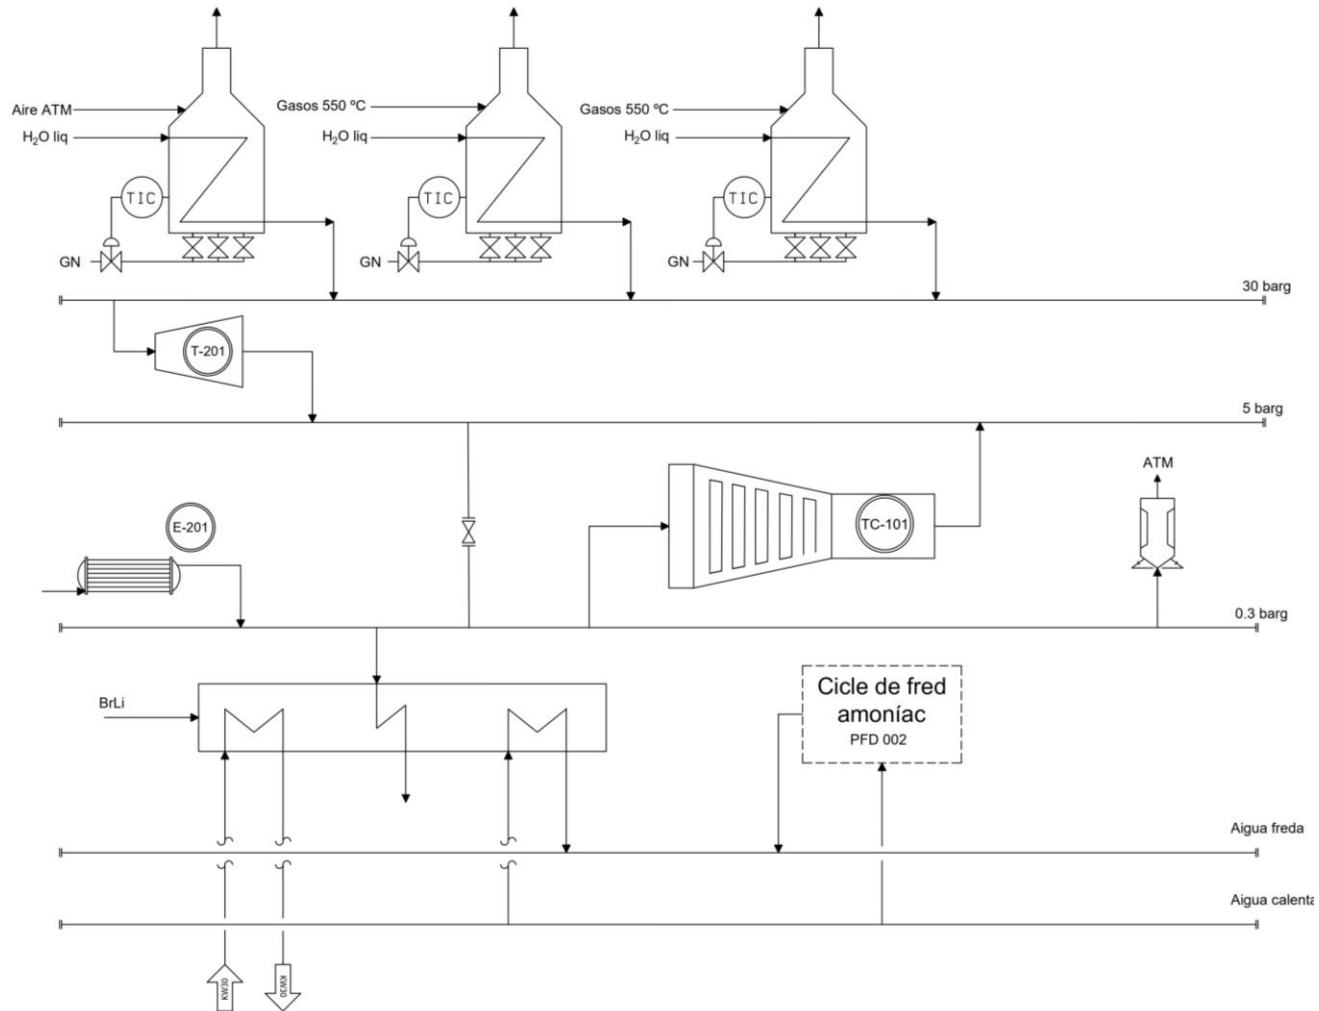 Aire ATM
H2O liq
TIC
GN
Gasos 550 ºC
H2O liq
TIC
GN
Gasos 550 ºC
H2O liq
TIC
GN
30 barg
T-201
5 barg
ATM
E-201
TC-101
0.3 barg
BrLi
Cicle de fred
amoníac
PFD 002
Aigua freda
Aigua calenta
KW30
KW30